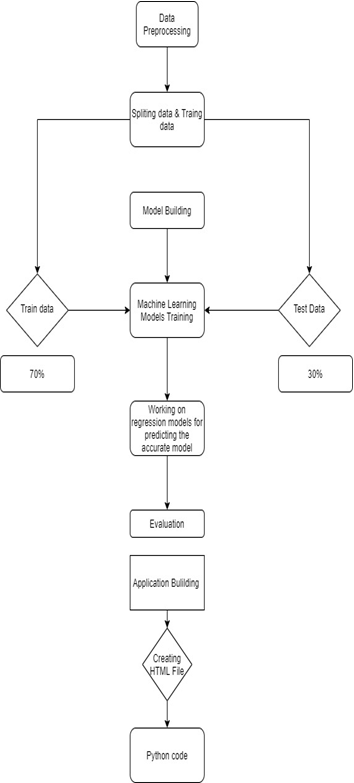 Data
Preprocessing
Spliting data & Traing
data
Model Building
Train data
Machine Learning
Models Training
Test Data
70%
30%
Working on
regression models for
predicting the
accurate model
Evaluation
Application Bulilding
Creating
HTML File
Python code